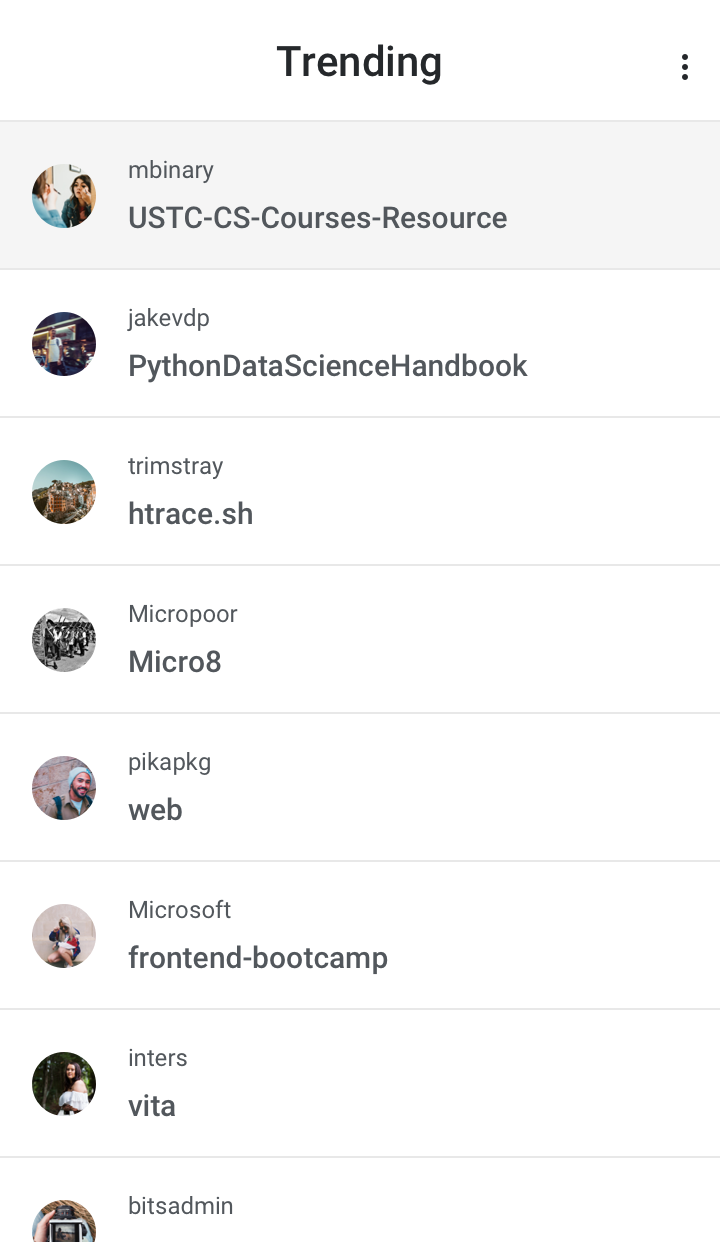 Trending
mbinary
USTC-CS-Courses-Resource
jakevdp
PythonDataScienceHandbook
trimstray
htrace.sh
Micropoor
Micro8
pikapkg
web
Microsoft
frontend-bootcamp
inters
vita
bitsadmin